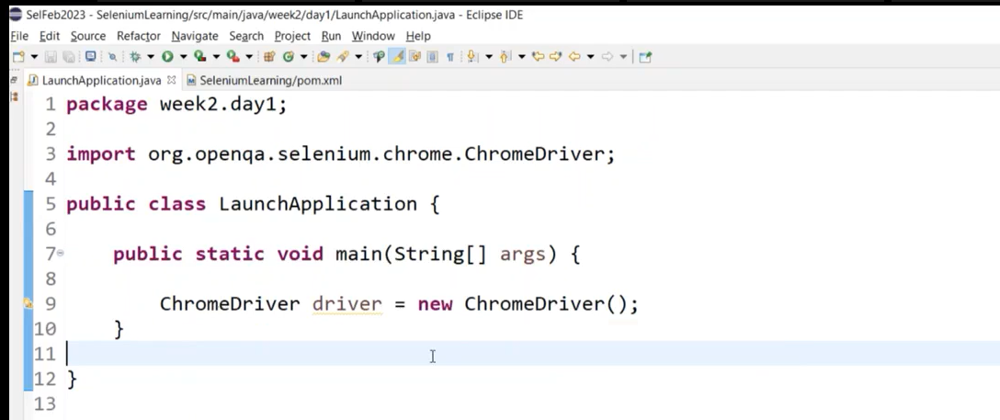 SelFeb2023 - SeleniumLearning/src/main/java/week2/day1/LaunchApplication.java - Eclipse IDE
File Edit Source Refactor Navigate Search Project Run Window Help
LaunchApplication.java SeleniumLearning/pom.xml
1 package week2.day1;
2
3 import org.openqa.selenium.chrome.ChromeDriver;
4
5 public class LaunchApplication {
6
7 public static void main(String[] args) {
8
9 ChromeDriver driver = new ChromeDriver();
10 }
11
12 }
13